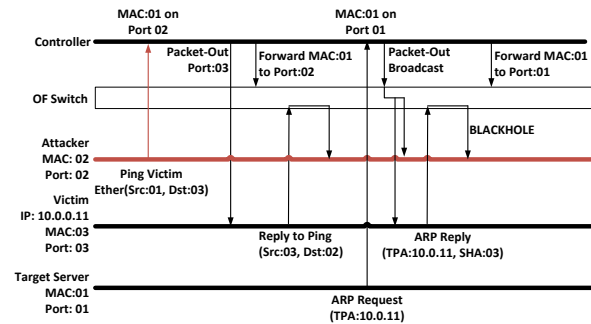 MAC:01 on
Port 02
MAC:01 on
Port 01
Controller
Packet-Out
Port:03
Forward MAC:01
to Port:02
Packet-Out
Broadcast
Forward MAC:01
to Port:01
OF Switch
BLACKHOLE
Attacker
MAC: 02
Port: 02
Ping Victim
Ether(Src:01, Dst:03)
Victim
IP: 10.0.0.11
MAC:03
Port: 03
Reply to Ping
(Src:03, Dst:02)
ARP Reply
(TPA:10.0.11, SHA:03)
Target Server
MAC:01
Port: 01
ARP Request
(TPA:10.0.11)